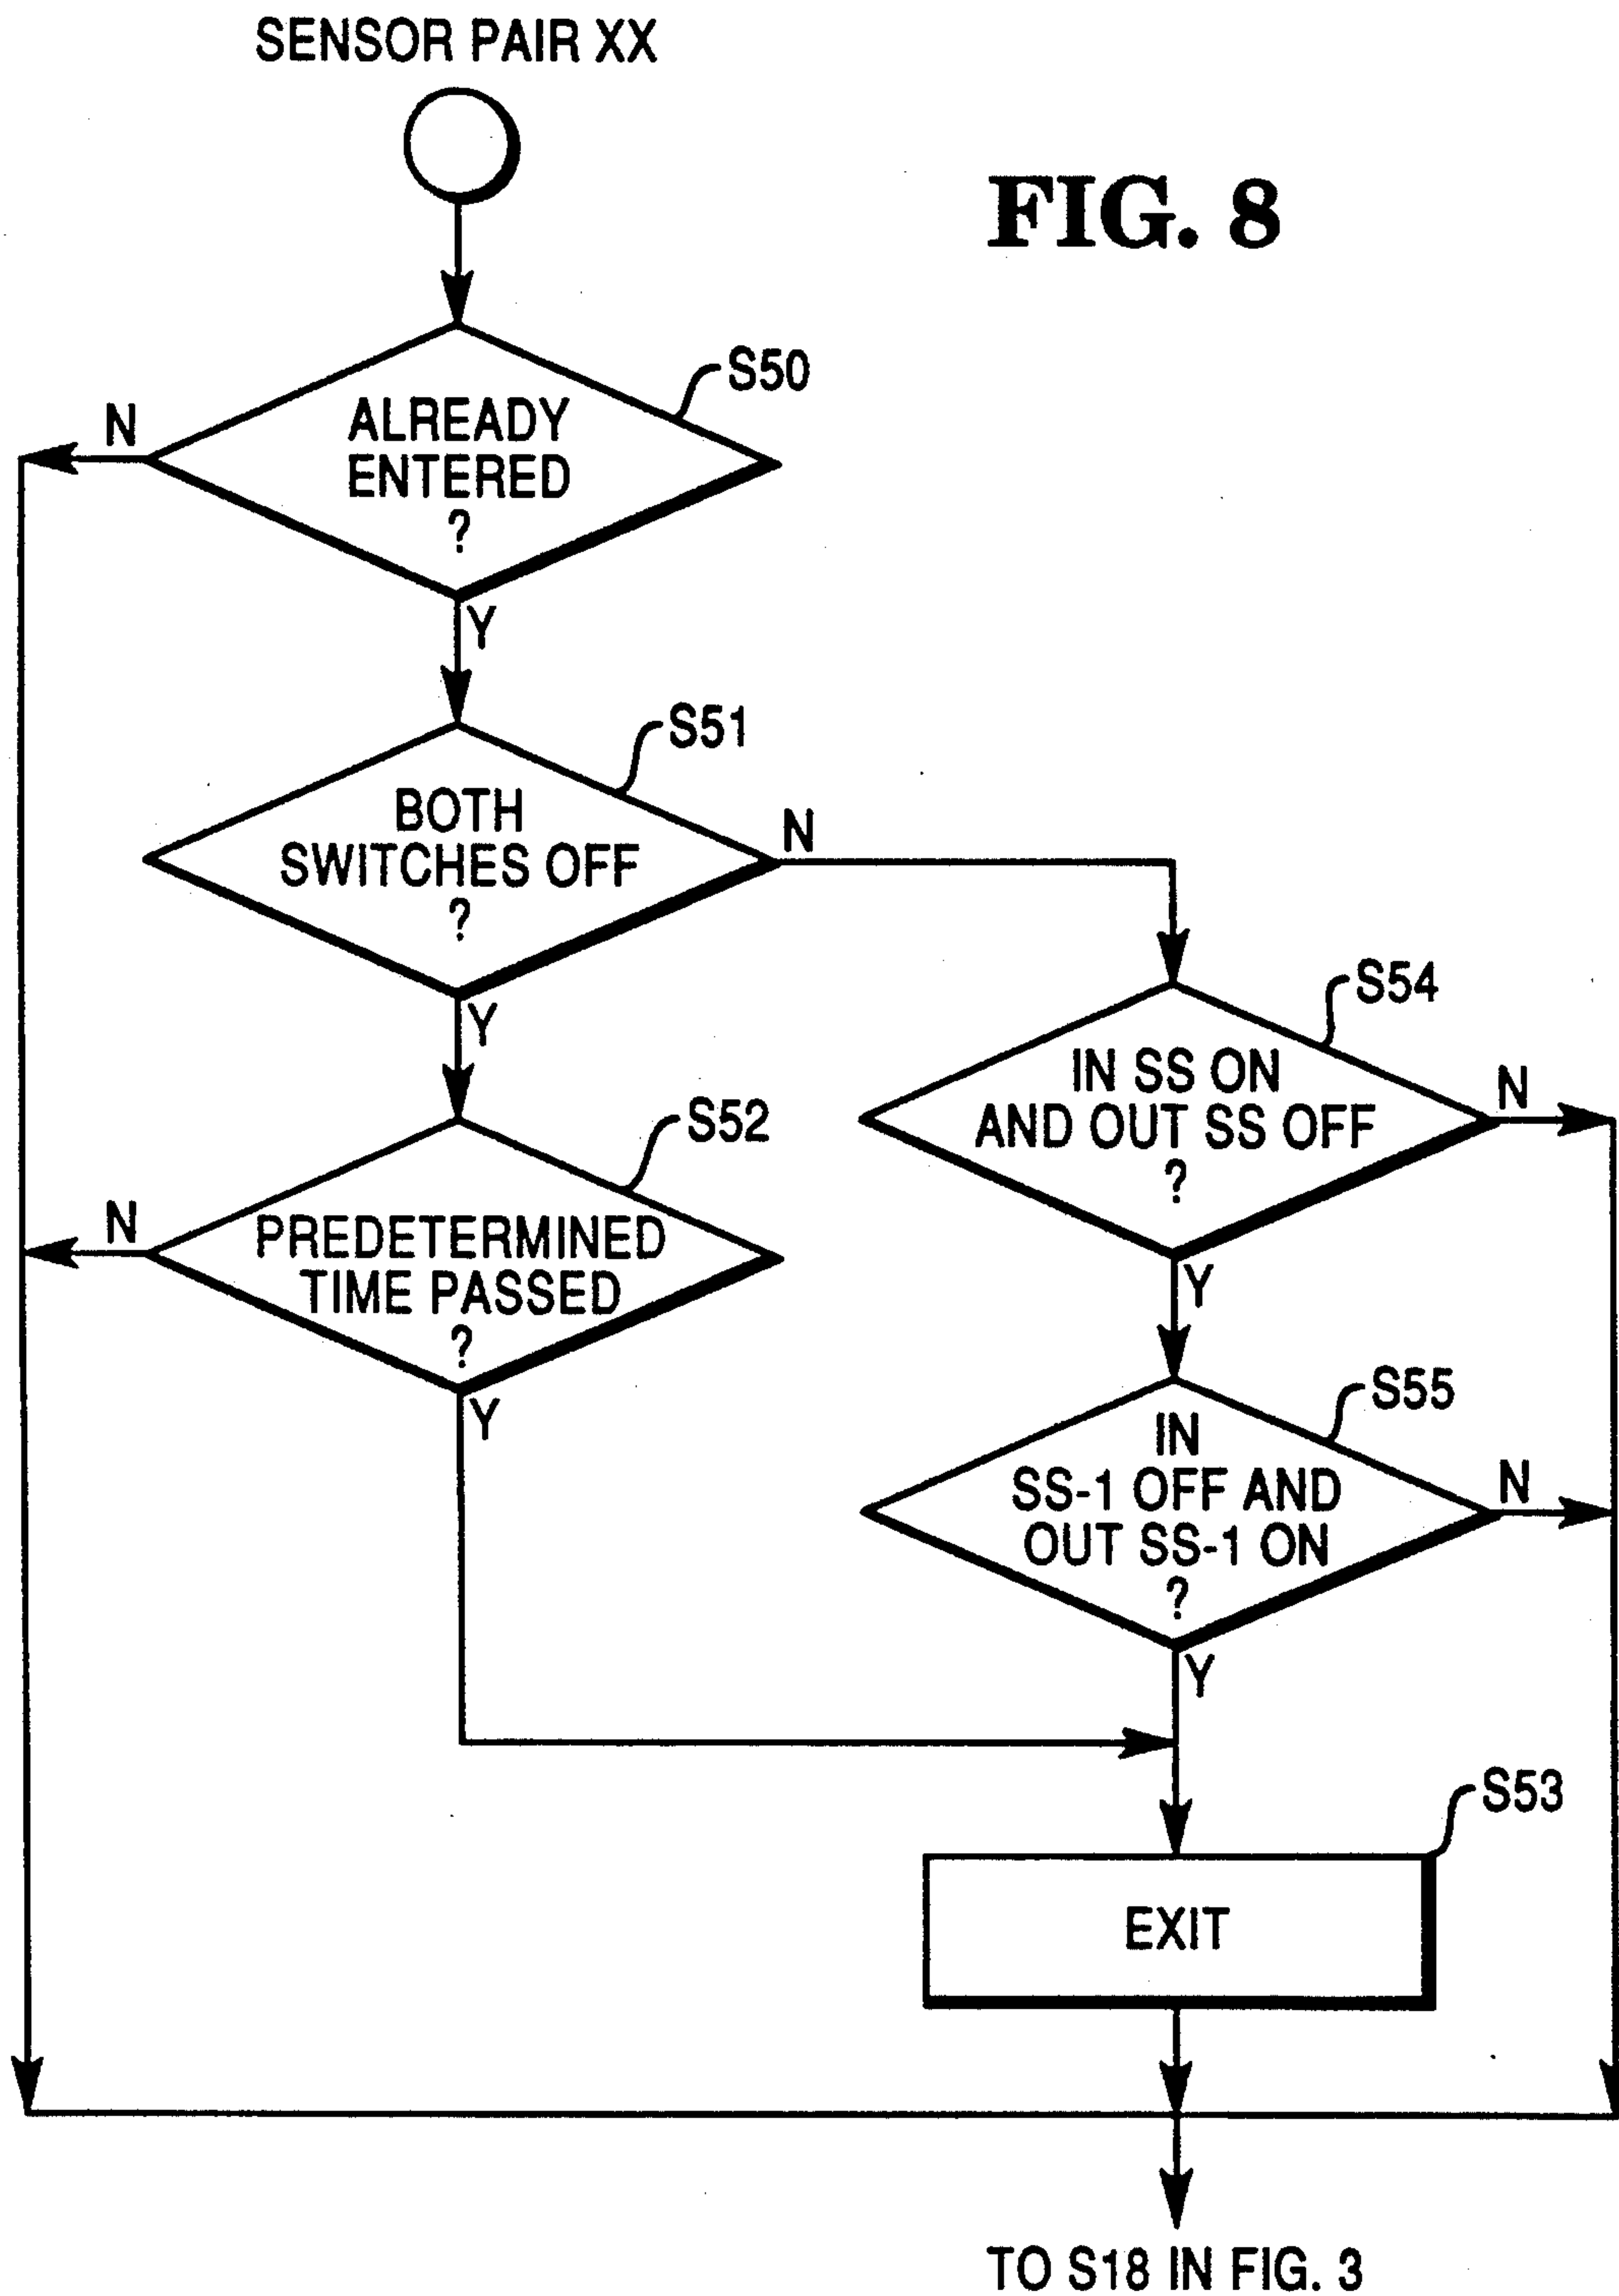 SENSOR PAIR XX
FIG. 8
S50
N
ALREADY
ENTERED
?
Y
S51
BOTH
SWITCHES OFF
?
N
Y
S54
IN SS ON
AND OUT SS OFF
?
N
Y
S52
N
PREDETERMINED
TIME PASSED
?
Y
S55
IN
SS-1 OFF AND
OUT SS-1 ON
?
N
Y
S53
EXIT
TO S18 IN FIG. 3